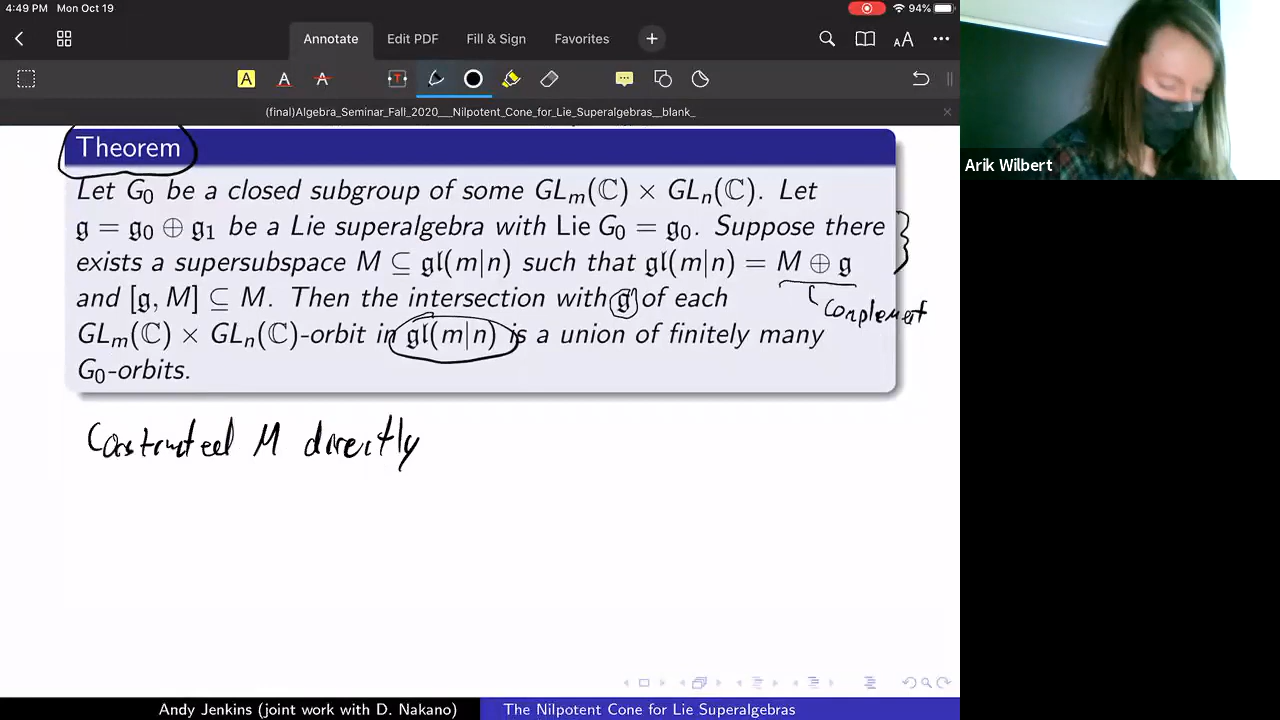 4:49 PM Mon Oct 19
94%
Annotate Edit PDF Fill & Sign Favorites
(final)Algebra_Seminar_Fall_2020___Nilpotent_Cone_for_Lie_Superalgebras__blank_
Arik Wilbert
Theorem
Let G₀ be a closed subgroup of some GLₘ(ℂ) × GLₙ(ℂ). Let
𝔤 = 𝔤₀ ⊕ 𝔤₁ be a Lie superalgebra with Lie G₀ = 𝔤₀. Suppose there
exists a supersubspace M ⊆ 𝔤𝔩(m|n) such that 𝔤𝔩(m|n) = M ⊕ 𝔤
and [𝔤, M] ⊆ M. Then the intersection with 𝔤 of each
complement
GLₘ(ℂ) × GLₙ(ℂ)-orbit in 𝔤𝔩(m|n) is a union of finitely many
G₀-orbits.
Constructed M directly
Andy Jenkins (joint work with D. Nakano) The Nilpotent Cone for Lie Superalgebras